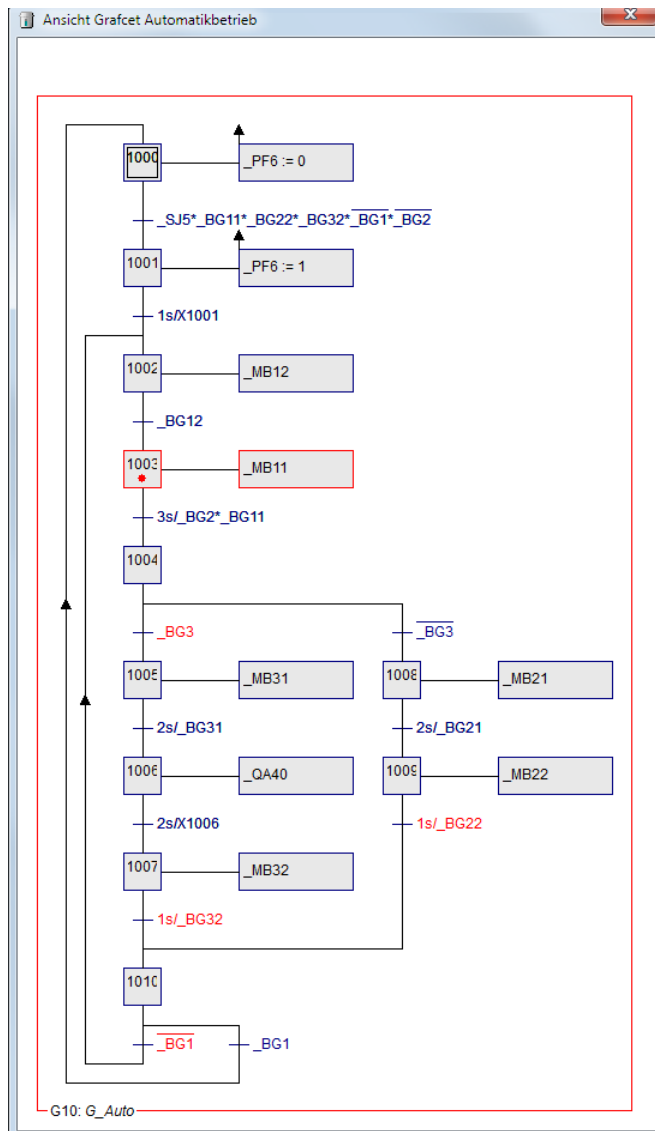 Ansicht Grafcet Automatikbetrieb
X
1000
_PF6 := 0
_SJ5*_BG11*_BG22*_BG32*_BG1*_BG2
1001
_PF6 := 1
1s/X1001
1002
_MB12
_BG12
1003
_MB11
3s/_BG2*_BG11
1004
_BG3
_BG3
1005
_MB31
1008
_MB21
2s/_BG31
2s/_BG21
1006
_QA40
1009
_MB22
2s/X1006
1s/_BG22
1007
_MB32
1s/_BG32
1010
_BG1
_BG1
G10: G_Auto